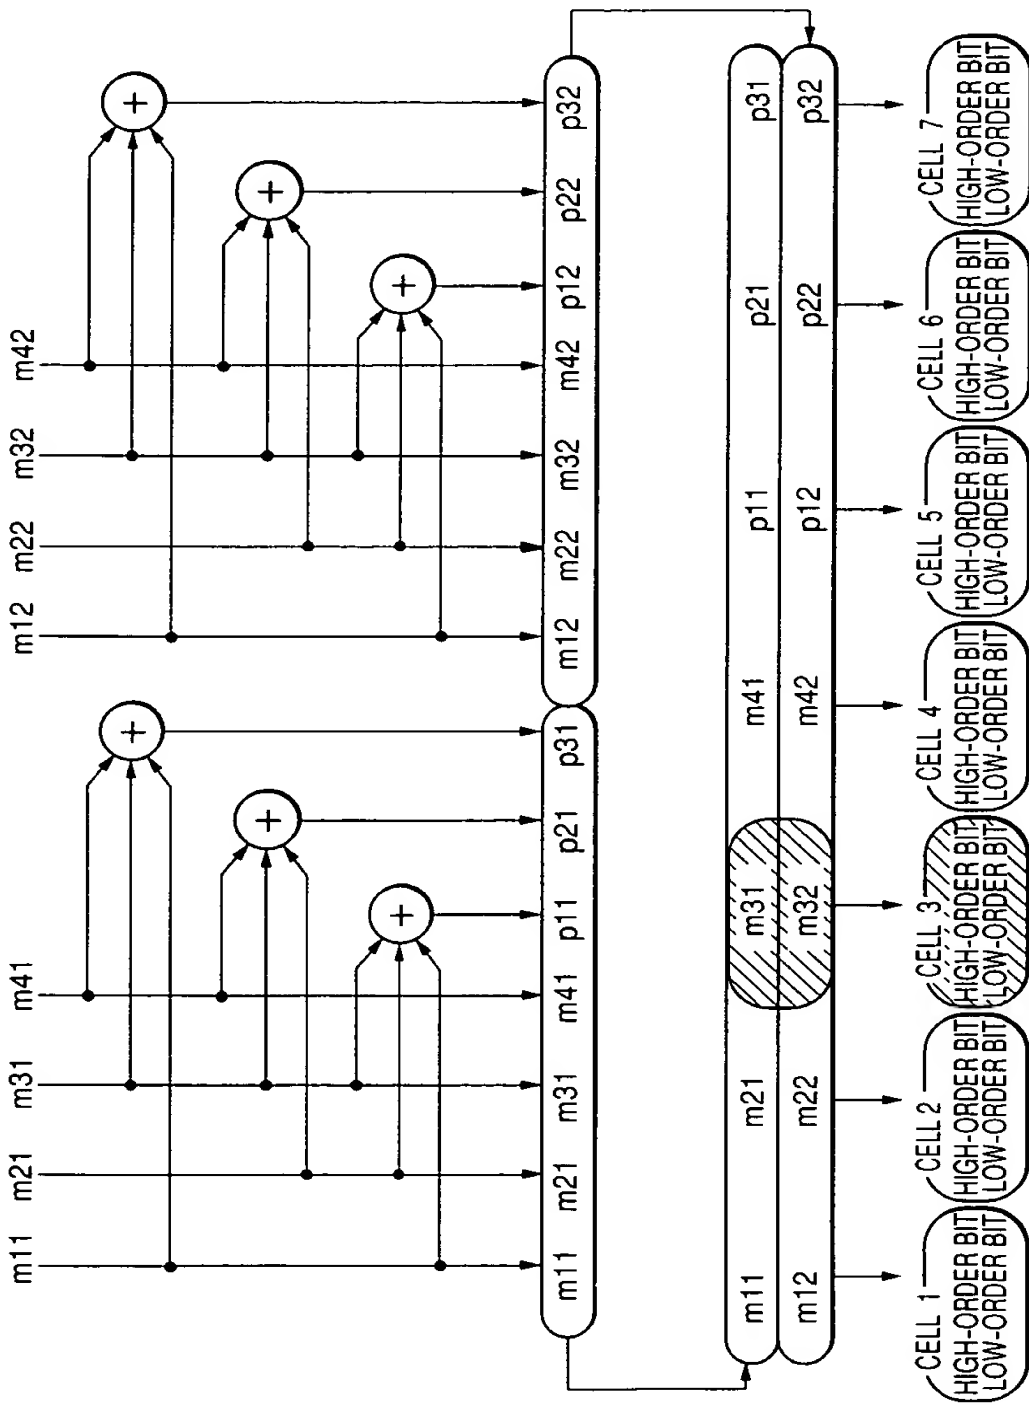 m11 m21 m31 m41 m12 m22 m32 m42
+ +
+ +
+ +
m11 m21 m31 m41 p11 p21 p31 m12 m22 m32 m42 p12 p22 p32
m11 m21 m31 m41 p11 p21 p31
m12 m22 m32 m42 p12 p22 p32
CELL 1
HIGH-ORDER BIT
LOW-ORDER BIT
CELL 2
HIGH-ORDER BIT
LOW-ORDER BIT
CELL 3
HIGH-ORDER BIT
LOW-ORDER BIT
CELL 4
HIGH-ORDER BIT
LOW-ORDER BIT
CELL 5
HIGH-ORDER BIT
LOW-ORDER BIT
CELL 6
HIGH-ORDER BIT
LOW-ORDER BIT
CELL 7
HIGH-ORDER BIT
LOW-ORDER BIT